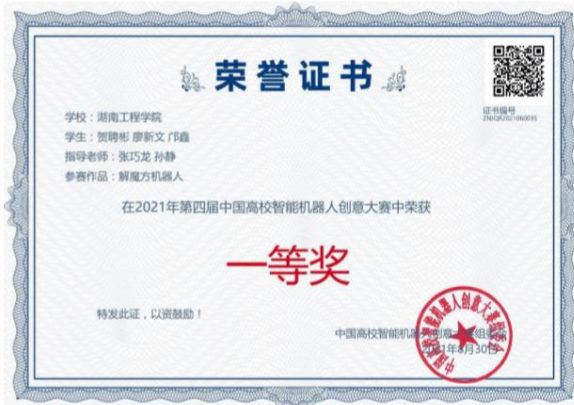 荣誉证书
证书编号
学校：湖南工程学院
学生：贺聘彬 廖新文 邝鑫
指导老师：张巧龙 孙静
参赛作品：解魔方机器人
在2021年第四届中国高校智能机器人创意大赛中荣获
一等奖
特发此证，以资鼓励！
中国高校智能机器人创意大赛组委会
2021年6月30日